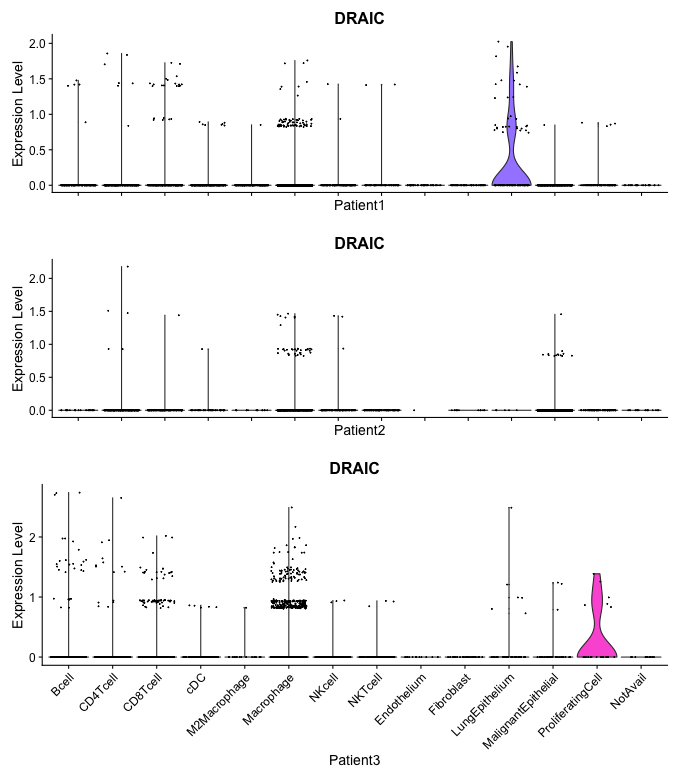 DRAIC
Expression Level
2.0
1.5
1.0
0.5
0.0
Patient1
DRAIC
Expression Level
2.0
1.5
1.0
0.5
0.0
Patient2
DRAIC
Expression Level
2
1
0
Bcell
CD4Tcell
CD8Tcell
cDC
M2Macrophage
Macrophage
NKcell
NKTcell
Endothelium
Fibroblast
LungEpithelium
MalignantEpithelial
ProliferatingCell
NotAvail
Patient3